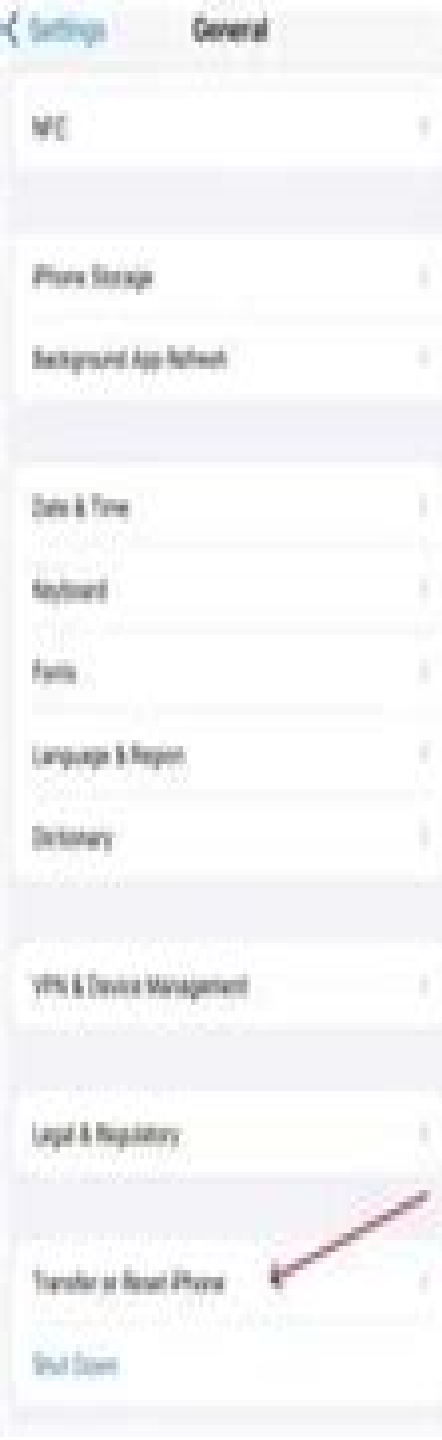 Settings
General
NFC
iPhone Storage
Background App Refresh
Date & Time
Keyboard
Fonts
Language & Region
Dictionary
VPN & Device Management
Legal & Regulatory
Transfer or Reset iPhone
Shut Down